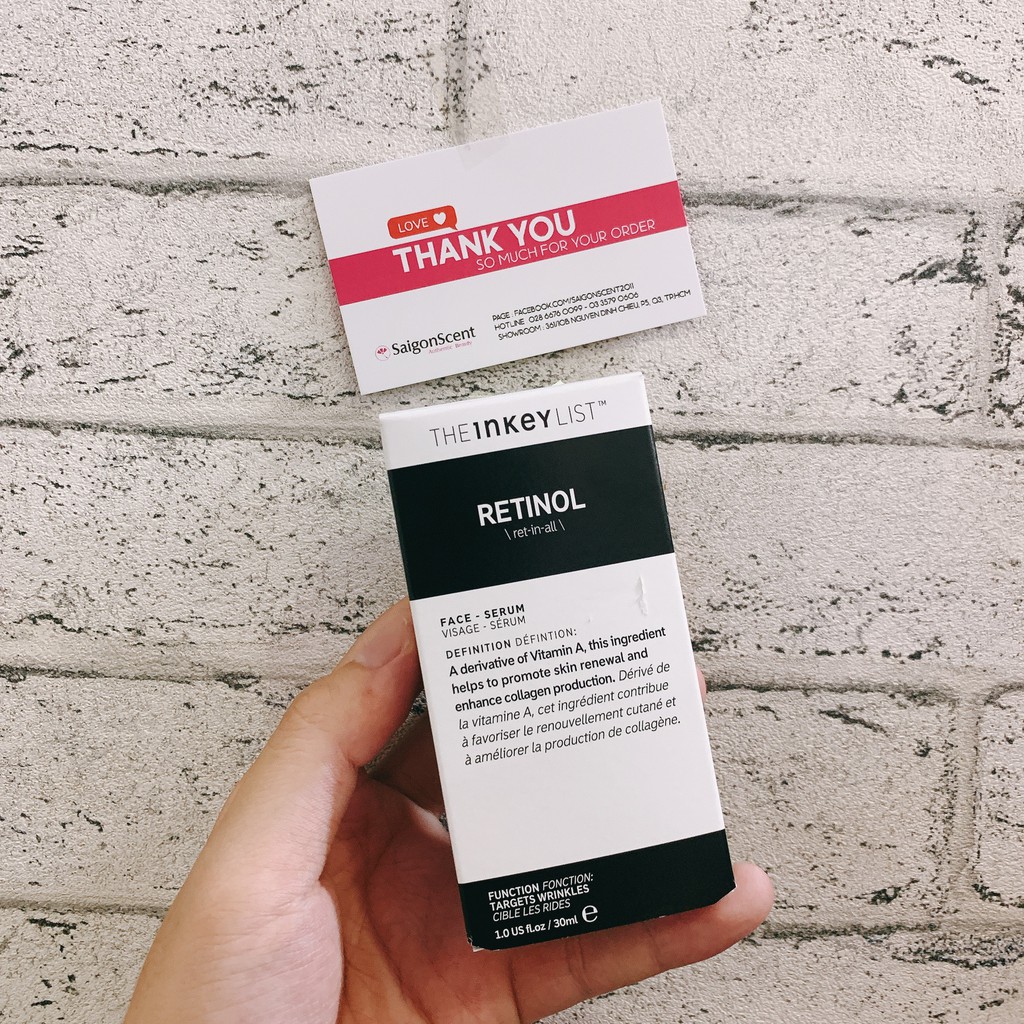 LOVE
THANK YOU
SO MUCH FOR YOUR ORDER
PAGE : FACEBOOK.COM/SAIGONSCENT2011
HOTLINE : 028 6676 0099 - 03 3579 0606
SHOWROOM : 361/10B NGUYEN DINH CHIEU, P5, Q3, TP.HCM
SaigonScent
Authentic Beauty
THE INKEY LIST™
RETINOL
\ ret-in-all \
FACE - SERUM
VISAGE - SÉRUM
DEFINITION DÉFINTION:
A derivative of Vitamin A, this ingredient
helps to promote skin renewal and
enhance collagen production. Dérivé de
la vitamine A, cet ingrédient contribue
à favoriser le renouvellement cutané et
à améliorer la production de collagène.
FUNCTION FONCTION:
TARGETS WRINKLES
CIBLE LES RIDES
1.0 US fl.oz / 30ml e